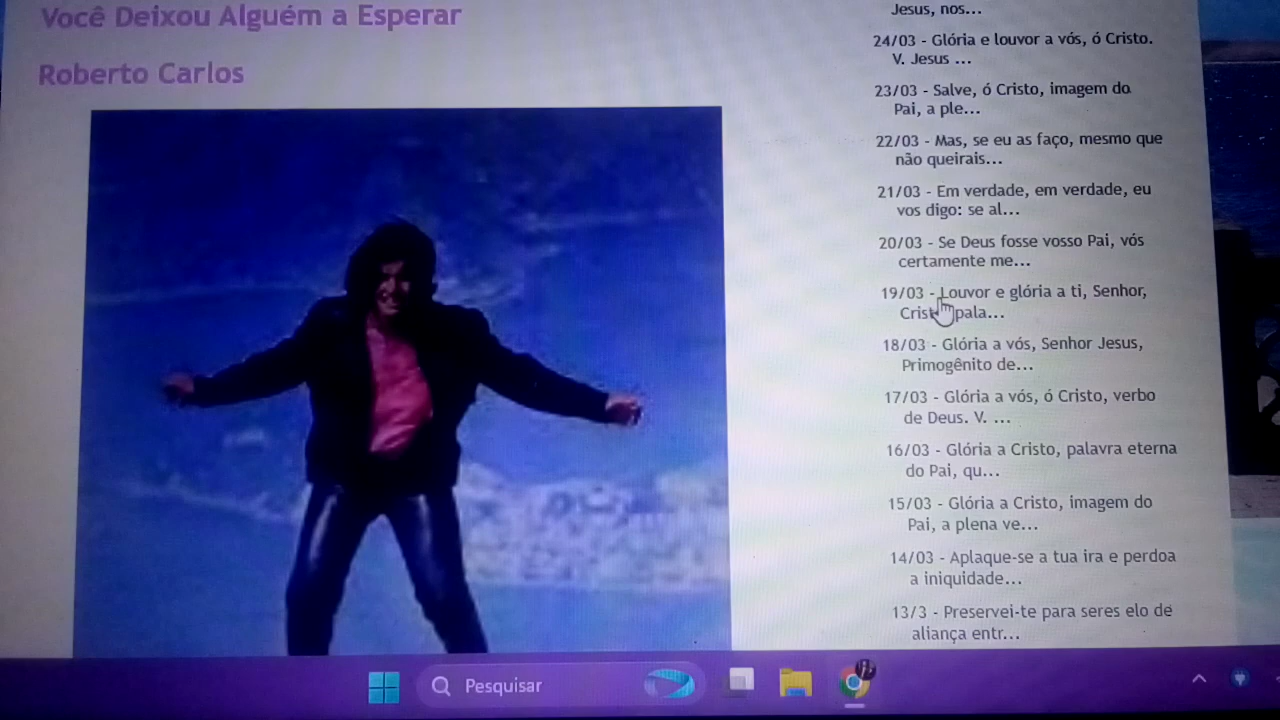 Você Deixou Alguém a Esperar
Roberto Carlos
Jesus, nos...
24/03 - Glória e louvor a vós, ó Cristo.
V. Jesus ...
23/03 - Salve, ó Cristo, imagem do
Pai, a ple...
22/03 - Mas, se eu as faço, mesmo que
não queirais...
21/03 - Em verdade, em verdade, eu
vos digo: se al...
20/03 - Se Deus fosse vosso Pai, vós
certamente me...
19/03 - Louvor e glória a ti, Senhor,
pala...
18/03 - Glória a vós, Senhor Jesus,
Primogênito de...
17/03 - Glória a vós, ó Cristo, verbo
de Deus. V. ...
16/03 - Glória a Cristo, palavra eterna
do Pai, qu...
15/03 - Glória a Cristo, imagem do
Pai, a plena ve...
14/03 - Aplaque-se a tua ira e perdoa
a iniquidade...
13/3 - Preservei-te para seres elo de
aliança entr...
Pesquisar